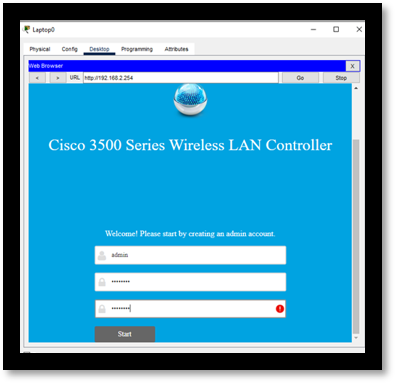 Laptop0
Physical Config Desktop Programming Attributes
Web Browser X
< > URL http://192.168.2.254 Go Stop
Cisco 3500 Series Wireless LAN Controller
Welcome! Please start by creating an admin account.
admin
••••••••
••••••••
Start